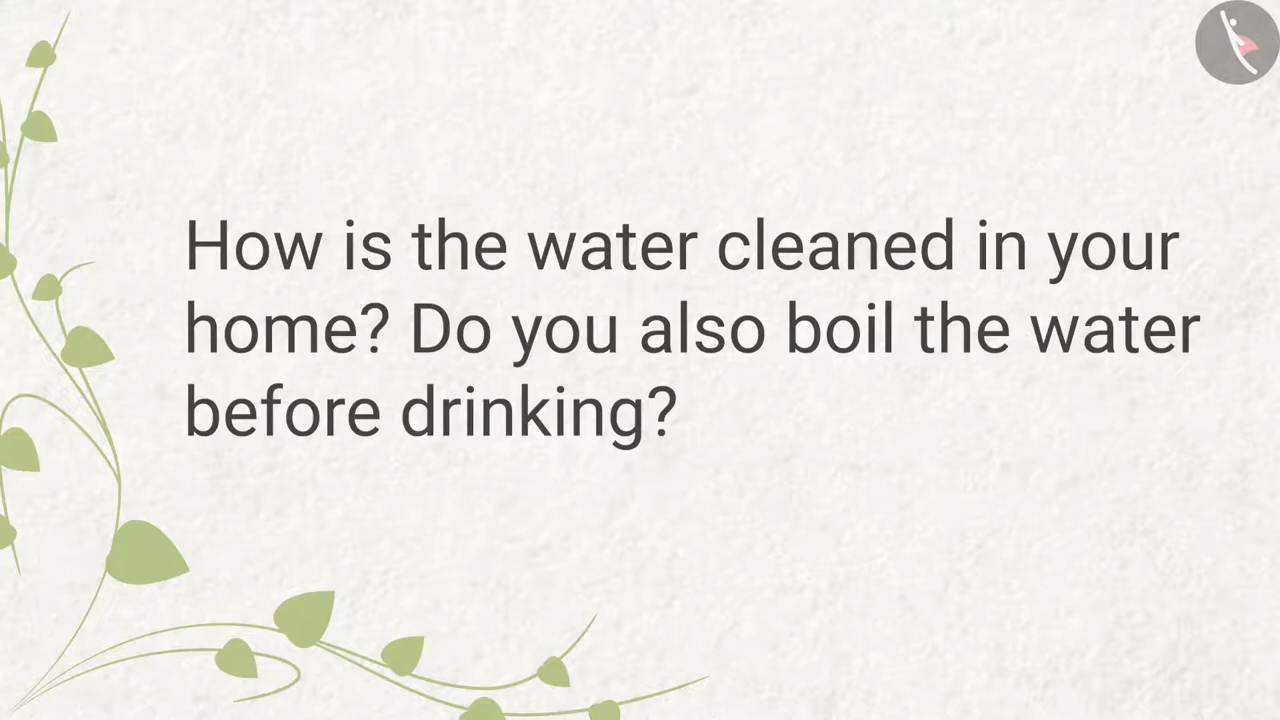 How is the water cleaned in your
home? Do you also boil the water
before drinking?